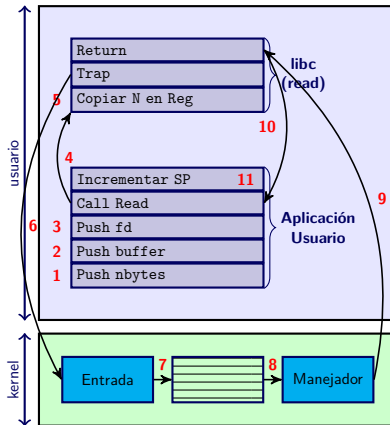 usuario
Return
Trap
5 Copiar N en Reg
libc
(read)
10
4
Incrementar SP 11
Call Read
3 Push fd
2 Push buffer
1 Push nbytes
Aplicación
Usuario
6
9
kernel
Entrada
7
8
Manejador